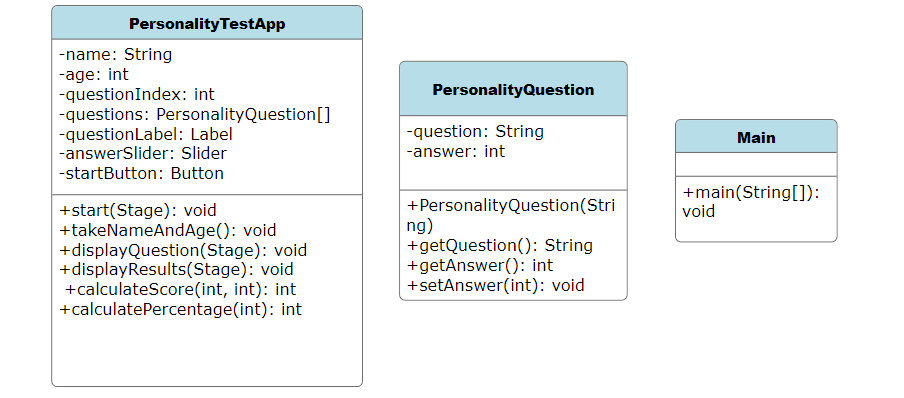 PersonalityTestApp
-name: String
-age: int
-questionIndex: int
-questions: PersonalityQuestion[]
-questionLabel: Label
-answerSlider: Slider
-startButton: Button
+start(Stage): void
+takeNameAndAge(): void
+displayQuestion(Stage): void
+displayResults(Stage): void
+calculateScore(int, int): int
+calculatePercentage(int): int
PersonalityQuestion
-question: String
-answer: int
+PersonalityQuestion(Stri
ng)
+getQuestion(): String
+getAnswer(): int
+setAnswer(int): void
Main
+main(String[]):
void